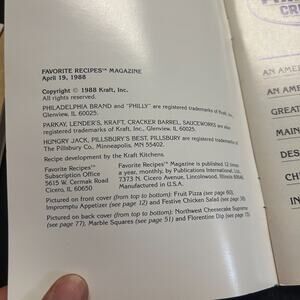 FAVORITE RECIPES™ MAGAZINE
April 19, 1988
Copyright © 1988 Kraft, Inc.
All rights reserved.
PHILADELPHIA BRAND and "PHILLY" are registered trademarks of Kraft, Inc.,
Glenview, IL 60025.
PARKAY, LENDER'S, KRAFT, CRACKER BARREL, SAUCEWORKS are also
registered trademarks of Kraft, Inc., Glenview, IL 60025.
HUNGRY JACK, PILLSBURY'S BEST, PILLSBURY are registered trademarks of
The Pillsbury Co., Minneapolis, MN 55402.
Recipe development by the Kraft Kitchens.
Favorite Recipes™
Subscription Office
5615 W. Cermak Road
Cicero, IL 60650
Favorite Recipes™ Magazine is published 12 times
a year, monthly, by Publications International, Ltd.,
7373 N. Cicero Avenue, Lincolnwood, Illinois 60646.
Manufactured in U.S.A.
Pictured on front cover (from top to bottom): Fruit Pizza (see page 60),
Impromptu Appetizer (see page 12) and Festive Chicken Salad (see page 38).
Pictured on back cover (from top to bottom): Northwest Cheesecake Supreme
(see page 77), Marble Squares (see page 51) and Florentine Dip (see page
AN AME
AN AME
GREAT
MAIN
DES
CH
IN